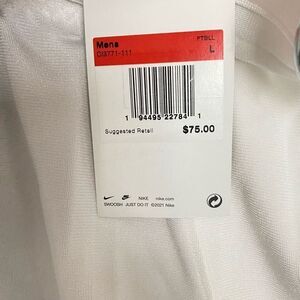 Mens
FTBLL
CI9771-111
L
1 94495 22784 1
Suggested Retail
$75.00
NIKE nike.com
SWOOSH JUST DO IT ©2021 Nike